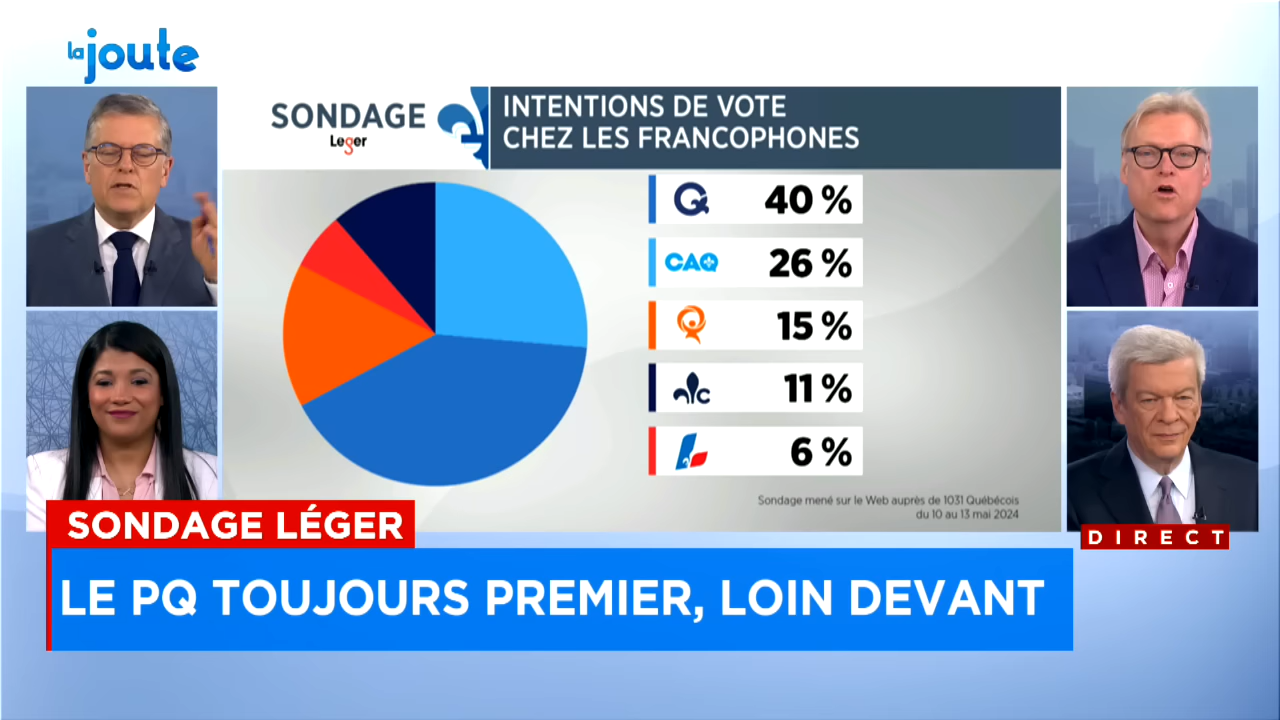 la joute
SONDAGE
Leger
INTENTIONS DE VOTE
CHEZ LES FRANCOPHONES
Q 40 %
CAQ 26 %
15 %
C 11 %
6 %
Sondage mené sur le Web auprès de 1031 Québécois
du 10 au 13 mai 2024
SONDAGE LÉGER
DIRECT
LE PQ TOUJOURS PREMIER, LOIN DEVANT